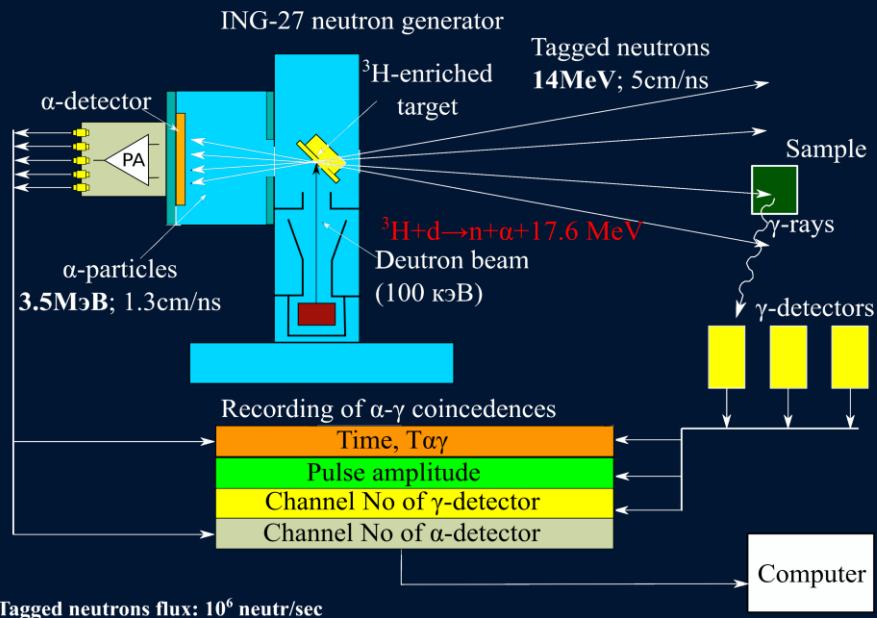 ING-27 neutron generator
Tagged neutrons
14MeV; 5cm/ns
³H-enriched
target
α-detector
PA
Sample
γ-rays
³H+d→n+α+17.6 MeV
Deutron beam
(100 кэВ)
α-particles
3.5МэВ; 1.3cm/ns
γ-detectors
Recording of α-γ coincedences
Time, Tαγ
Pulse amplitude
Channel No of γ-detector
Channel No of α-detector
Computer
Tagged neutrons flux: 10⁶ neutr/sec